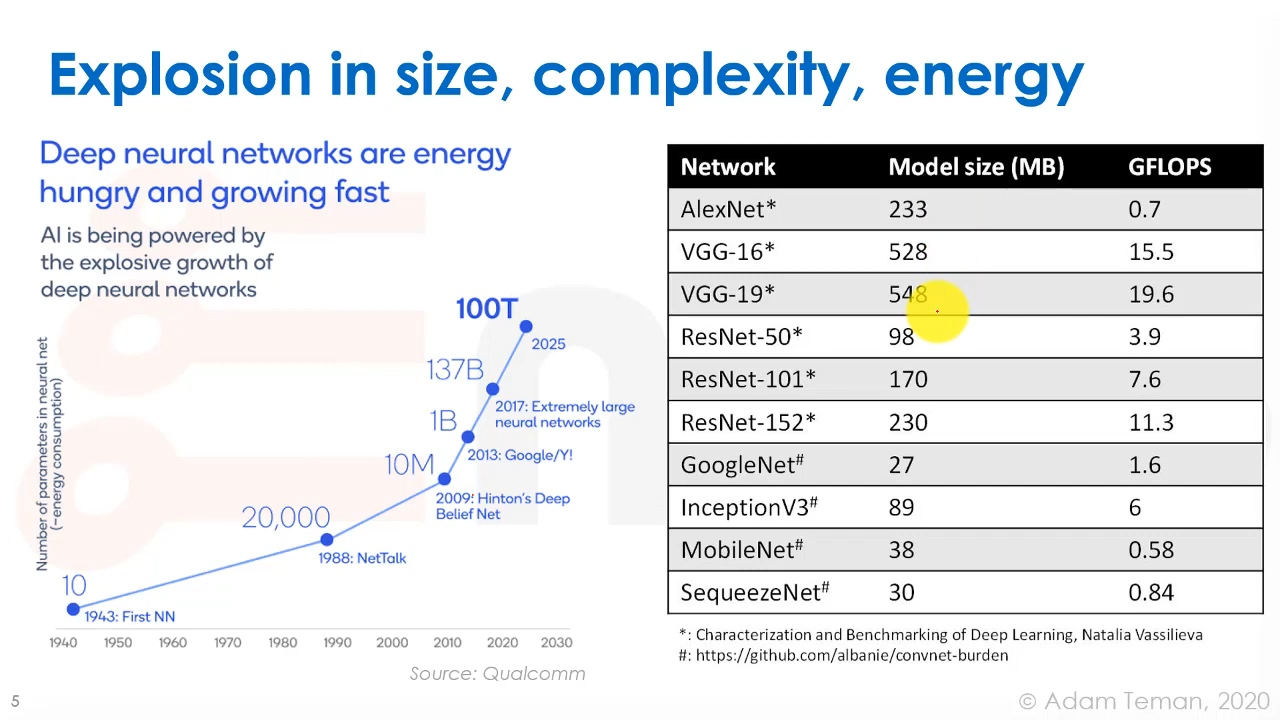 Explosion in size, complexity, energy
Deep neural networks are energy
hungry and growing fast
AI is being powered by
the explosive growth of
deep neural networks
Number of parameters in neural net
(~energy consumption)
100T
2025
137B
2017: Extremely large
neural networks
1B
2013: Google/Y!
10M
2009: Hinton's Deep
Belief Net
20,000
1988: NetTalk
10
1943: First NN
1940 1950 1960 1970 1980 1990 2000 2010 2020 2030
Source: Qualcomm
Network Model size (MB) GFLOPS
AlexNet* 233 0.7
VGG-16* 528 15.5
VGG-19* 548 19.6
ResNet-50* 98 3.9
ResNet-101* 170 7.6
ResNet-152* 230 11.3
GoogleNet# 27 1.6
InceptionV3# 89 6
MobileNet# 38 0.58
SequeezeNet# 30 0.84
*: Characterization and Benchmarking of Deep Learning, Natalia Vassilieva
#: https://github.com/albanie/convnet-burden
5
© Adam Teman, 2020